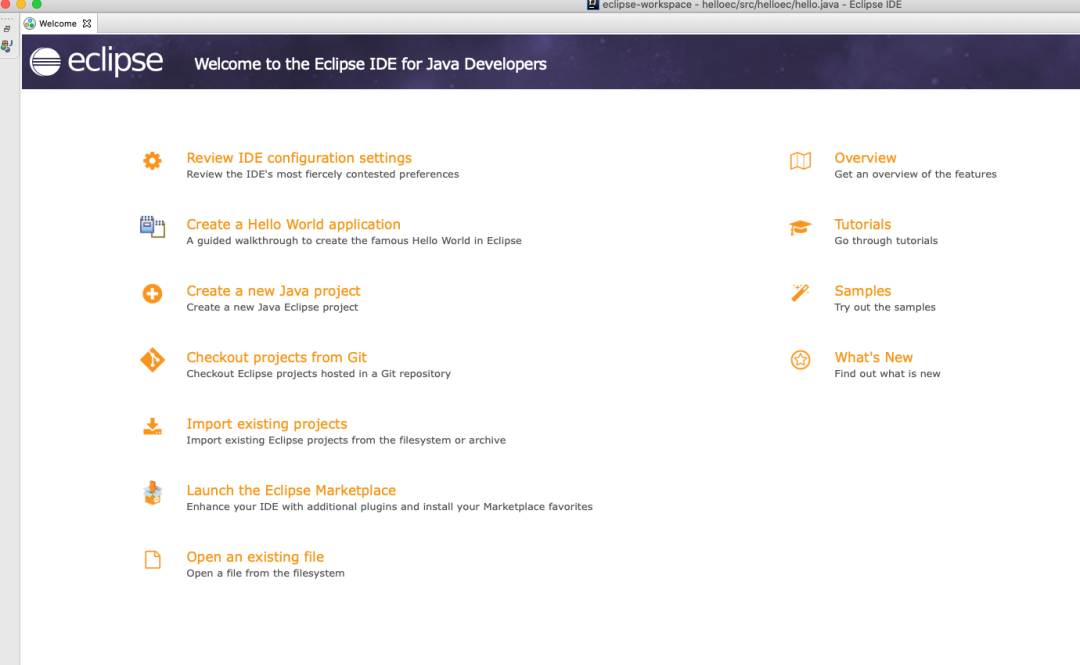 eclipse-workspace - helloec/src/helloec/hello.java - Eclipse IDE
Welcome
eclipse
Welcome to the Eclipse IDE for Java Developers
Review IDE configuration settings
Review the IDE's most fiercely contested preferences
Create a Hello World application
A guided walkthrough to create the famous Hello World in Eclipse
Create a new Java project
Create a new Java Eclipse project
Checkout projects from Git
Checkout Eclipse projects hosted in a Git repository
Import existing projects
Import existing Eclipse projects from the filesystem or archive
Launch the Eclipse Marketplace
Enhance your IDE with additional plugins and install your Marketplace favorites
Open an existing file
Open a file from the filesystem
Overview
Get an overview of the features
Tutorials
Go through tutorials
Samples
Try out the samples
What's New
Find out what is new